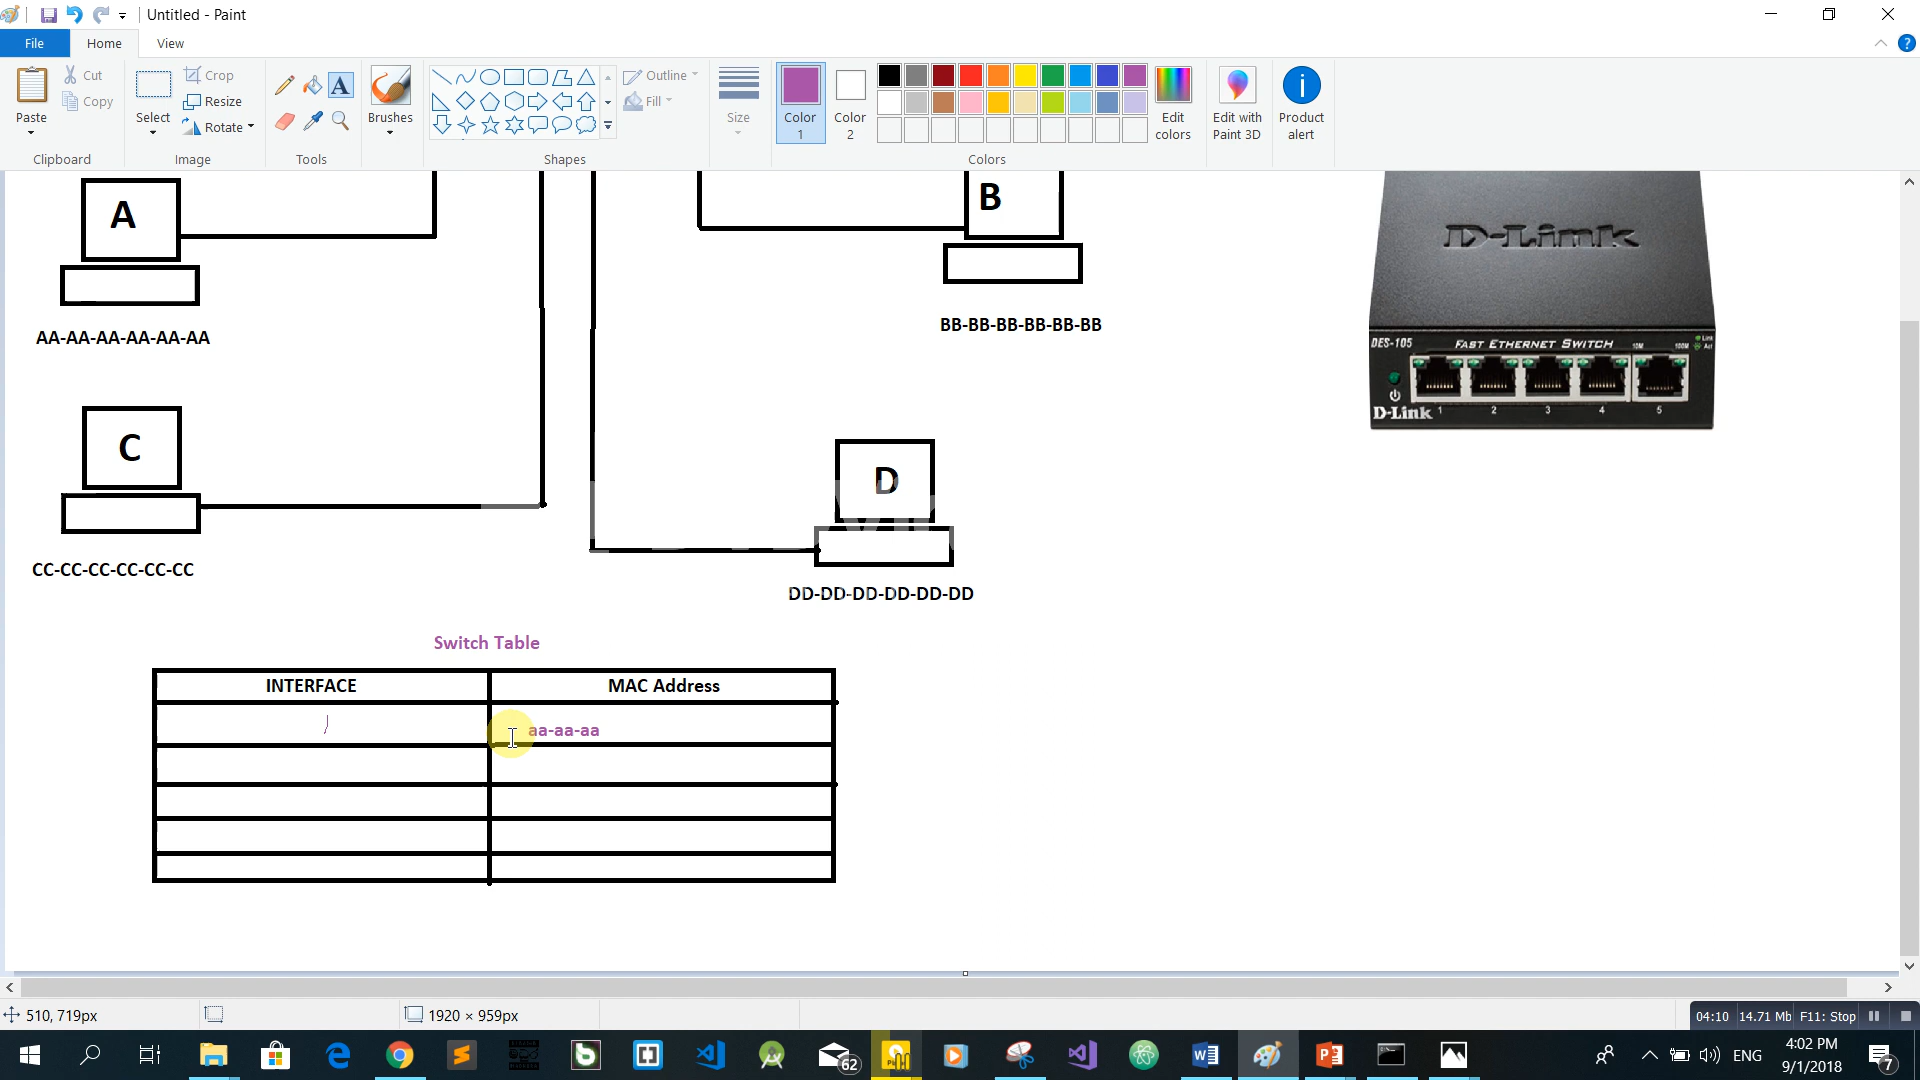 Untitled - Paint
File Home View
Paste Cut Copy Select Crop Resize Rotate Brushes Outline Fill Size Color 1 Color 2 Edit colors Edit with Paint 3D Product alert
Clipboard Image Tools Shapes Colors
A
B
D-Link
AA-AA-AA-AA-AA-AA
BB-BB-BB-BB-BB-BB
DES-105 FAST ETHERNET SWITCH 10M 100M Link Act
D-Link 1 2 3 4 5
C
D
CC-CC-CC-CC-CC-CC
DD-DD-DD-DD-DD-DD
Switch Table
INTERFACE MAC Address
1 aa-aa-aa
510, 719px 1920 × 959px 04:10 14.71 Mb F11: Stop
62 ENG 4:02 PM 7
9/1/2018